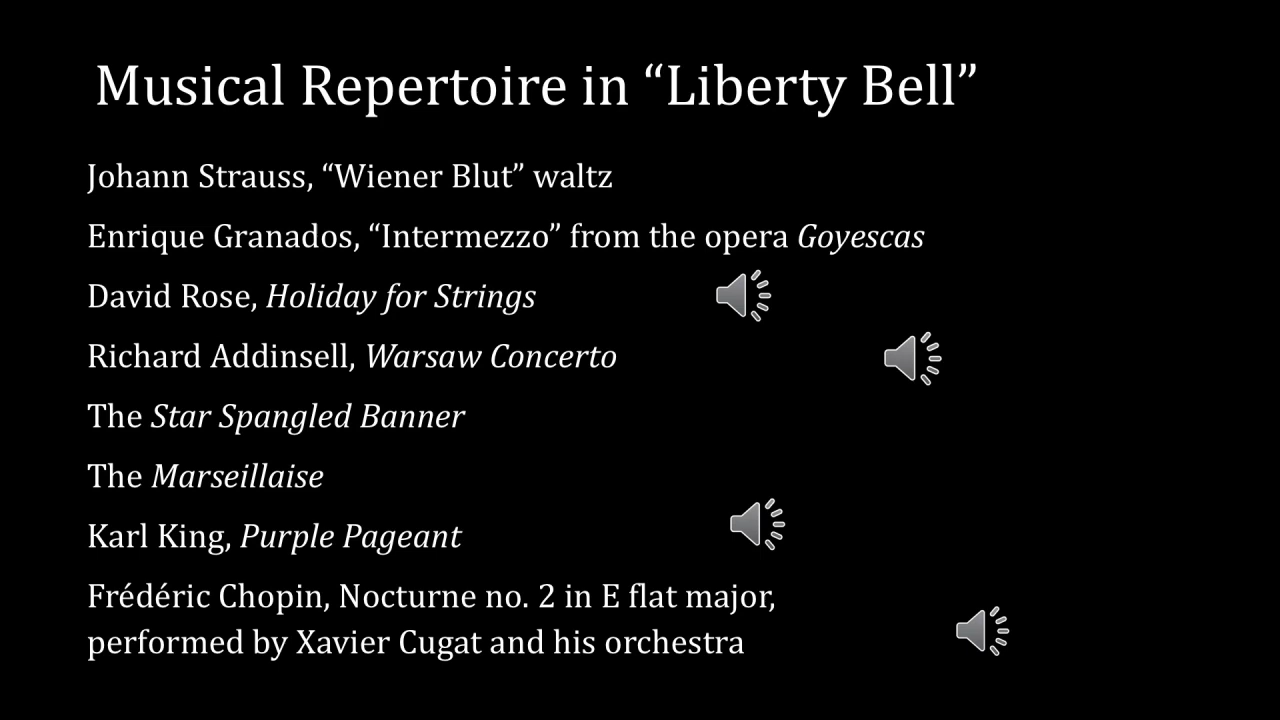 Musical Repertoire in “Liberty Bell”
Johann Strauss, “Wiener Blut” waltz
Enrique Granados, “Intermezzo” from the opera Goyescas
David Rose, Holiday for Strings
Richard Addinsell, Warsaw Concerto
The Star Spangled Banner
The Marseillaise
Karl King, Purple Pageant
Frédéric Chopin, Nocturne no. 2 in E flat major,
performed by Xavier Cugat and his orchestra